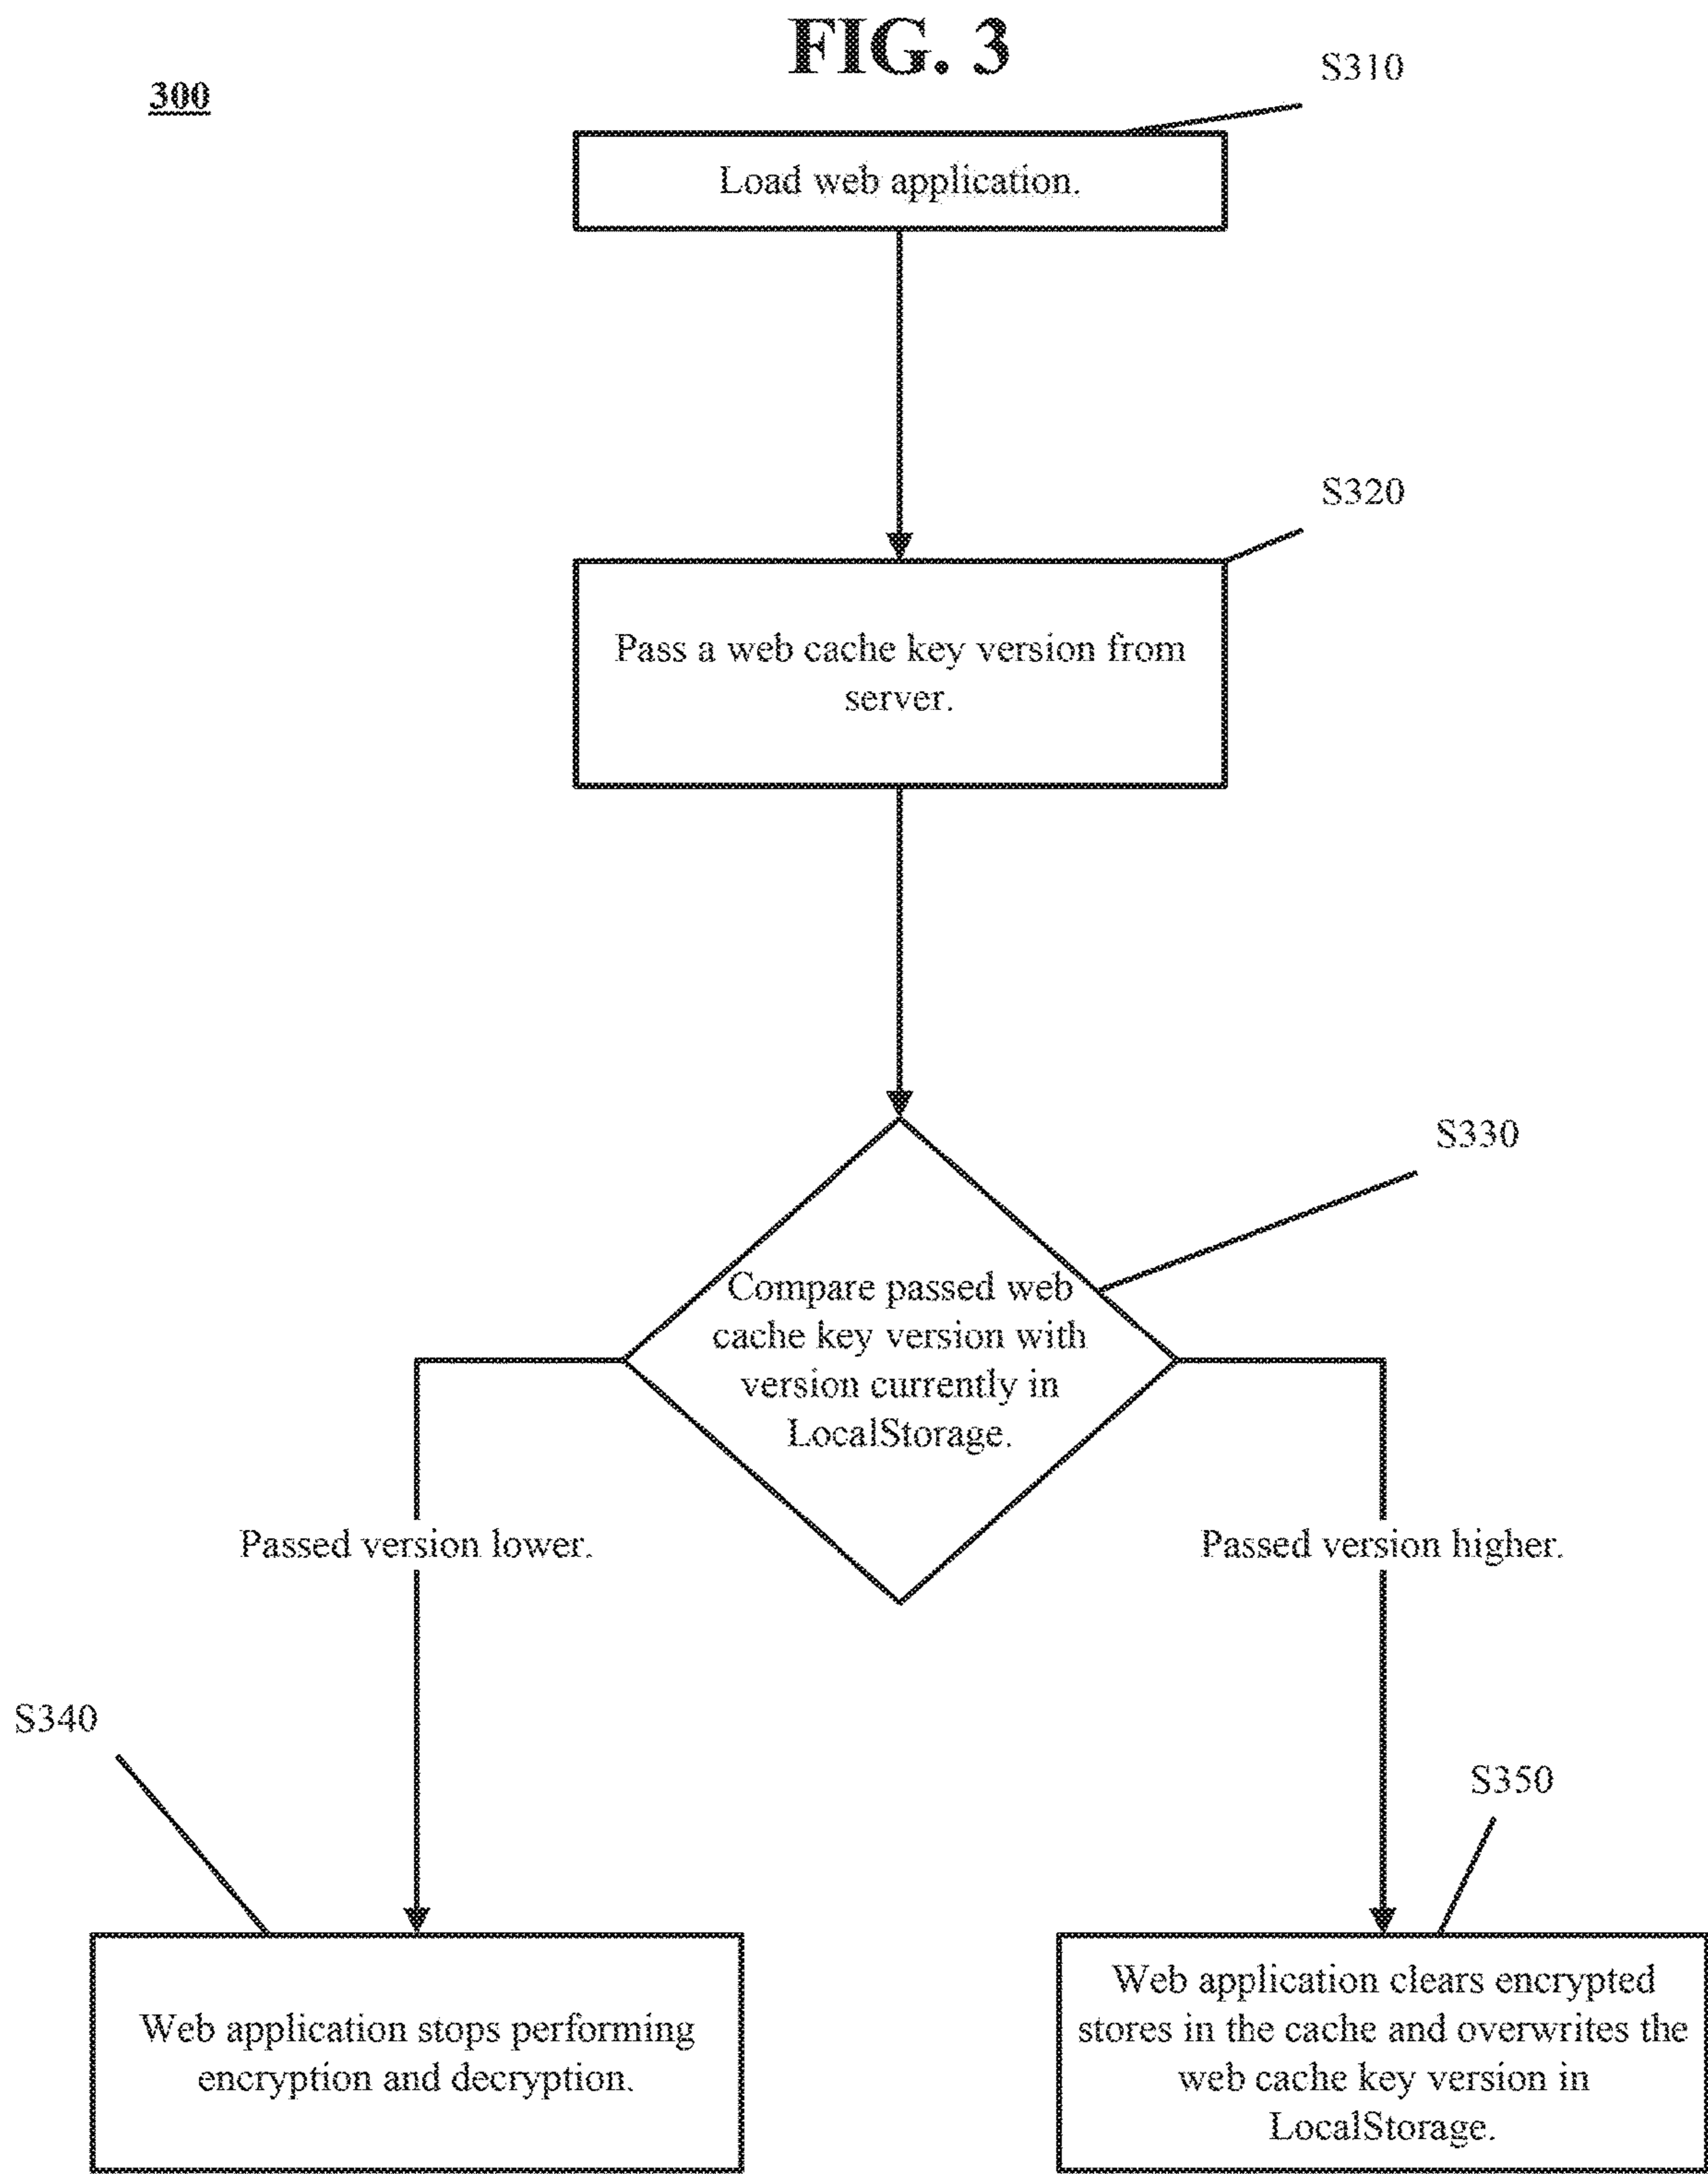 FIG. 3
300
S310
Load web application.
S320
Pass a web cache key version from
server.
S330
Compare passed web
cache key version with
version currently in
LocalStorage.
Passed version lower.
Passed version higher.
S340
S350
Web application stops performing
encryption and decryption.
Web application clears encrypted
stores in the cache and overwrites the
web cache key version in
LocalStorage.